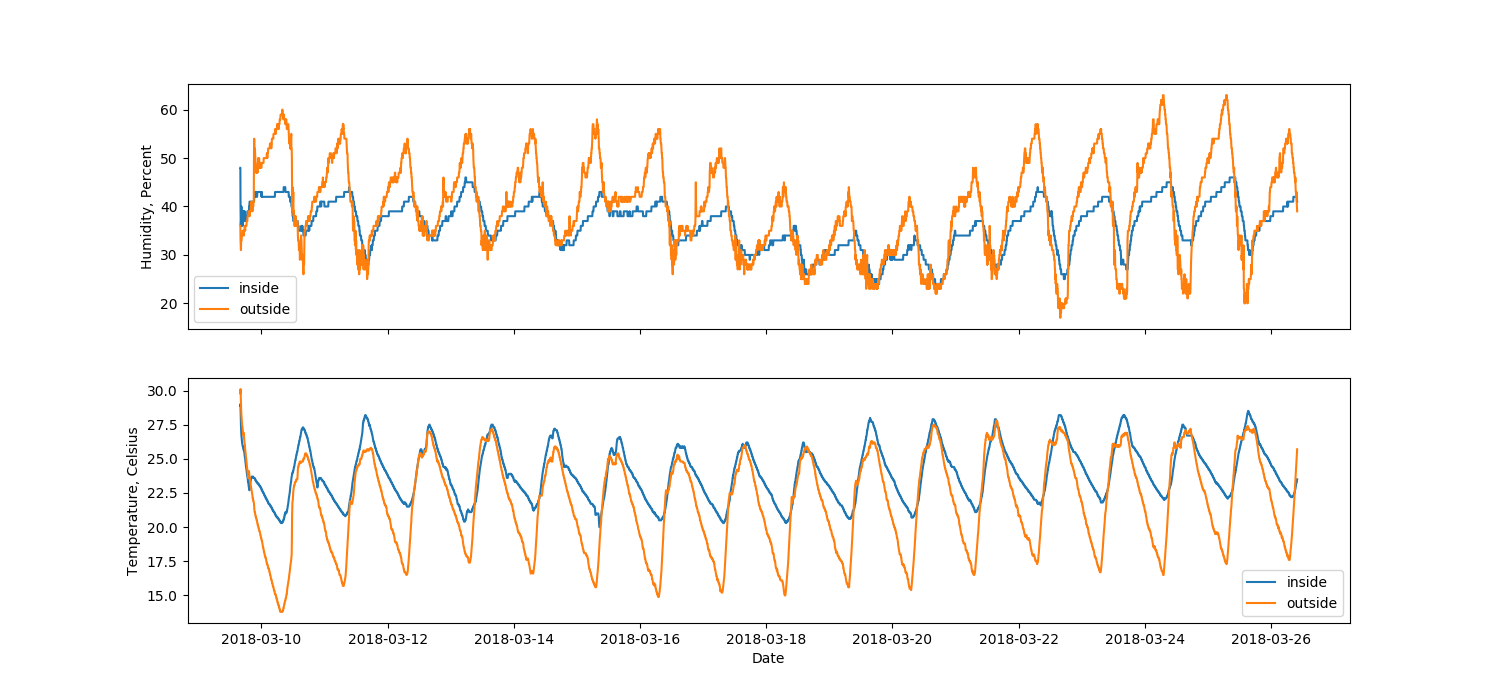 60
50
40
30
20
Humidity, Percent
inside
outside
30.0
27.5
25.0
22.5
20.0
17.5
15.0
Temperature, Celsius
inside
outside
2018-03-10 2018-03-12 2018-03-14 2018-03-16 2018-03-18 2018-03-20 2018-03-22 2018-03-24 2018-03-26
Date